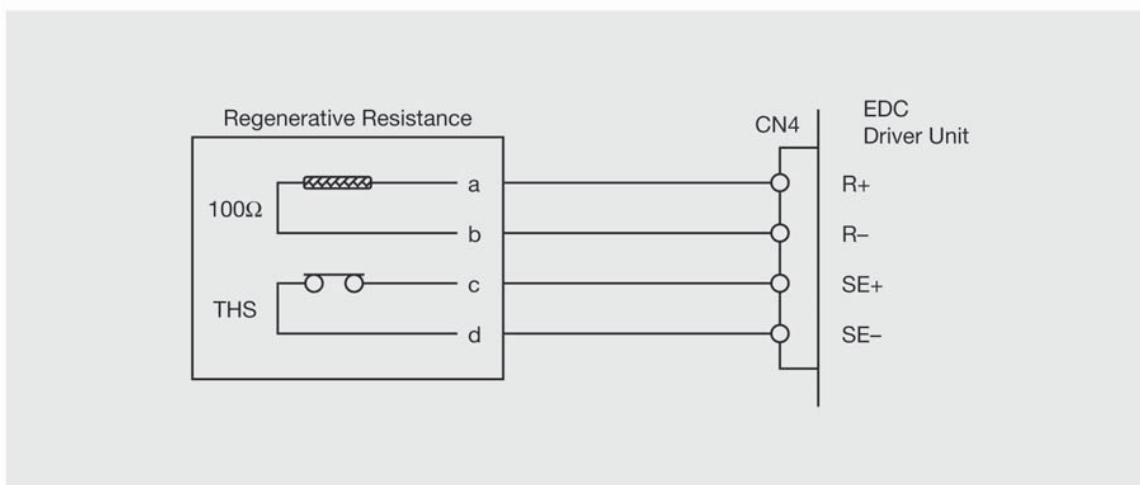 Regenerative Resistance
CN4
EDC
Driver Unit
100Ω
THS
a
b
c
d
R+
R–
SE+
SE–